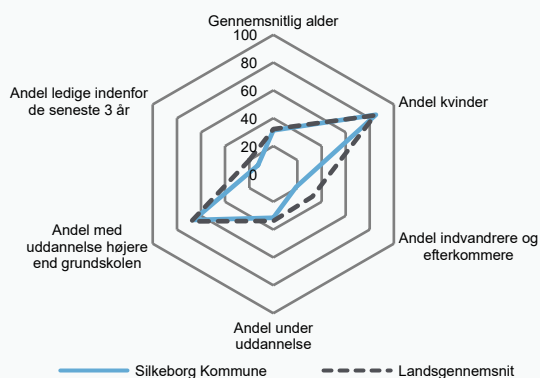 Gennemsnitlig alder
100
80
60
40
20
0
Andel kvinder
Andel indvandrere og
efterkommere
Andel under
uddannelse
Andel med
uddannelse højere
end grundskolen
Andel ledige indenfor
de seneste 3 år
Silkeborg Kommune
Landsgennemsnit